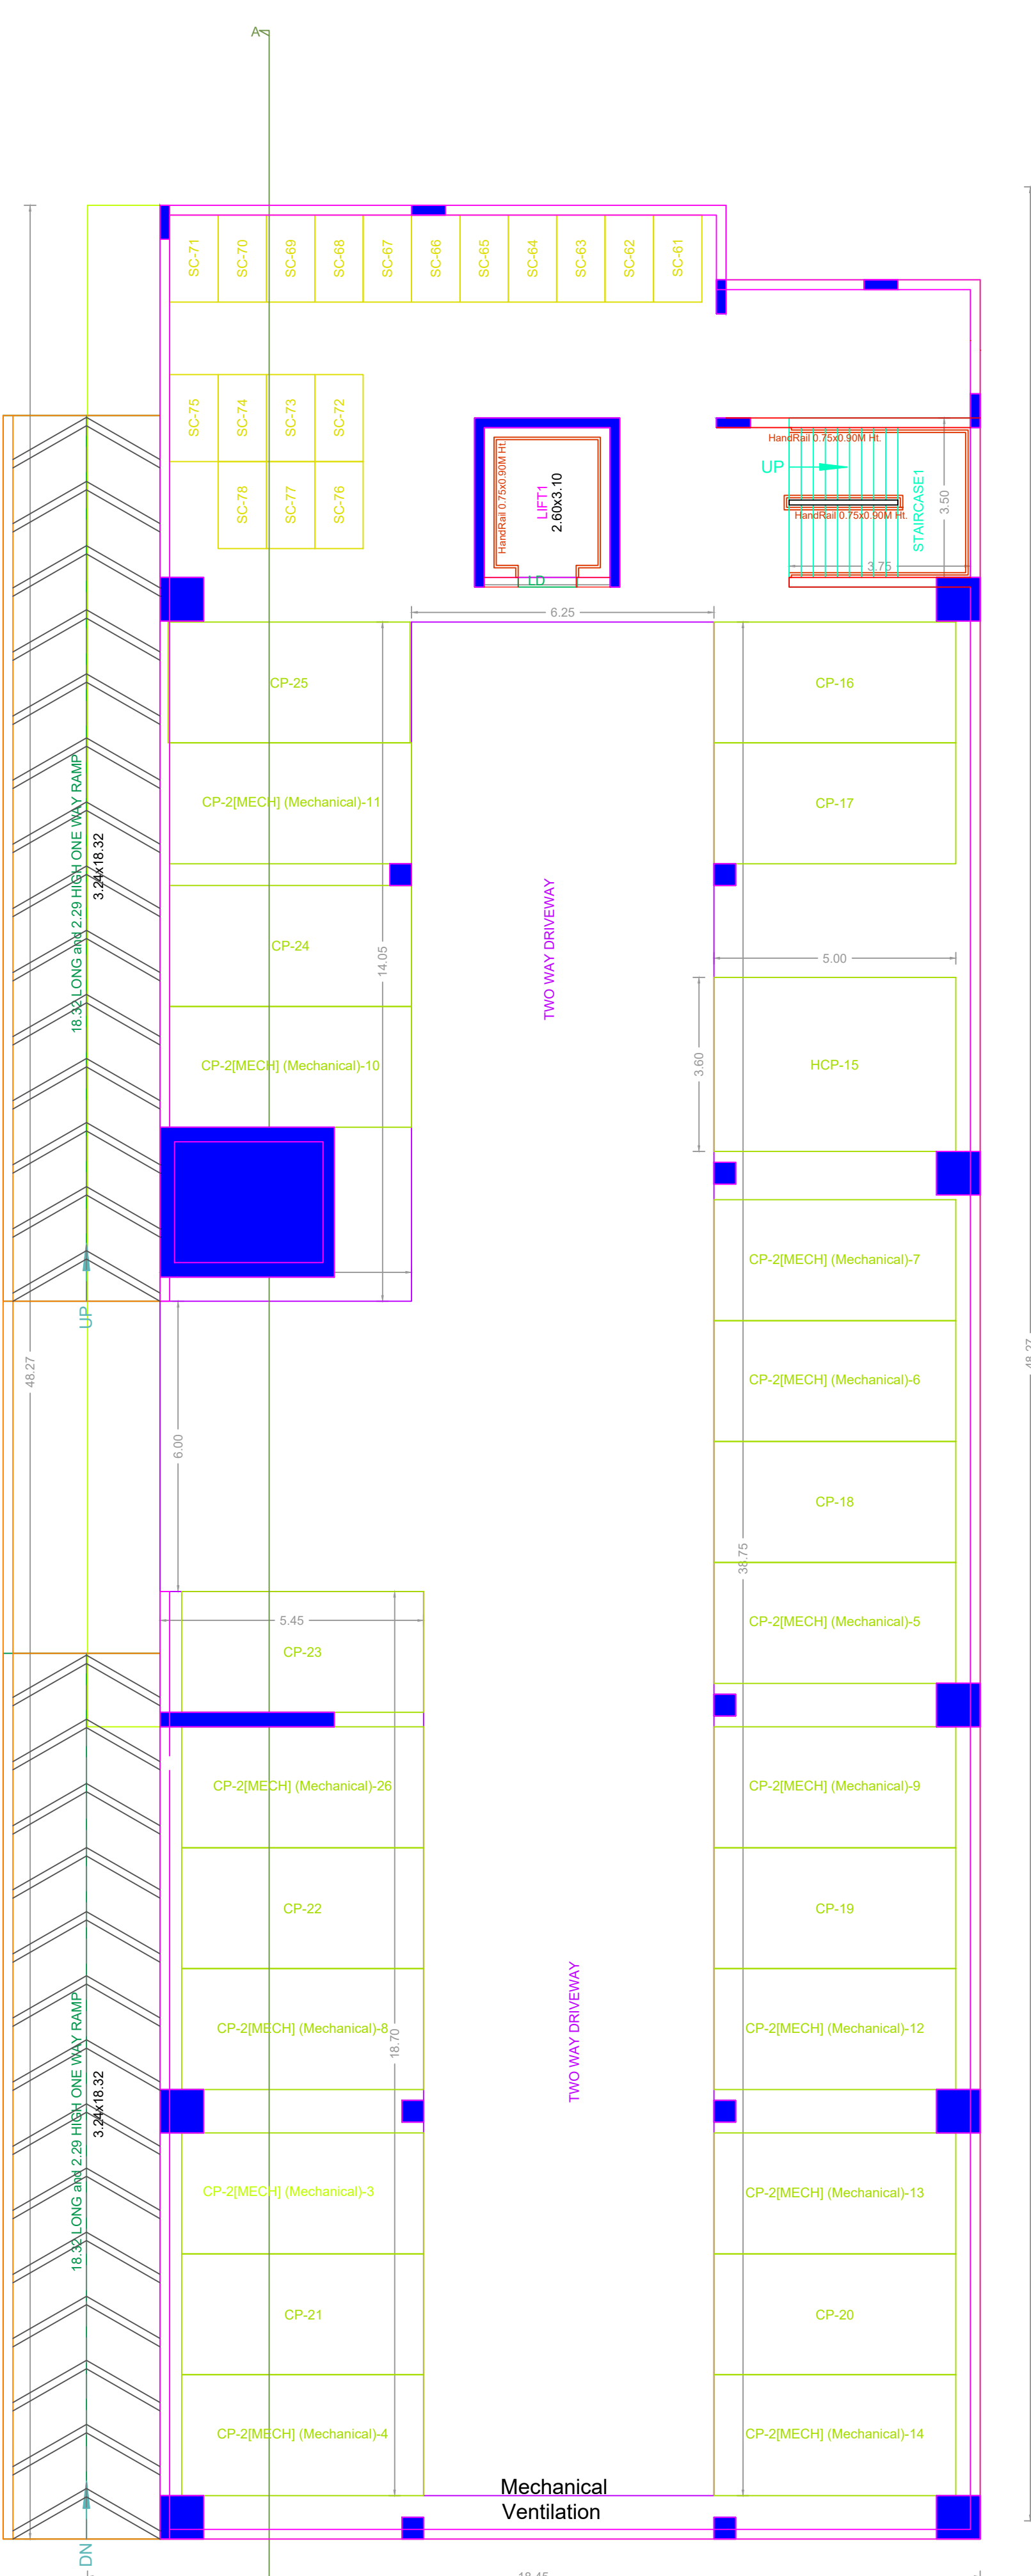 A
SC-71
SC-70
SC-69
SC-68
SC-67
SC-66
SC-65
SC-64
SC-63
SC-62
SC-61
SC-75
SC-74
SC-73
SC-72
SC-78
SC-77
SC-76
HandRail 0.75x0.90M Ht.
LIFT1
2.60x3.10
LD
HandRail 0.75x0.90M Ht.
UP
HandRail 0.75x0.90M Ht.
STAIRCASE1
3.50
3.75
6.25
CP-25
CP-16
CP-2[MECH] (Mechanical)-11
CP-17
18.32 LONG and 2.29 HIGH ONE WAY RAMP
3.24x18.32
CP-24
14.05
TWO WAY DRIVEWAY
5.00
CP-2[MECH] (Mechanical)-10
3.60
HCP-15
CP-2[MECH] (Mechanical)-7
UP
48.27
48.27
CP-2[MECH] (Mechanical)-6
6.00
CP-18
38.75
5.45
CP-23
CP-2[MECH] (Mechanical)-5
CP-2[MECH] (Mechanical)-26
CP-2[MECH] (Mechanical)-9
CP-22
CP-19
18.32 LONG and 2.29 HIGH ONE WAY RAMP
3.24x18.32
CP-2[MECH] (Mechanical)-8
18.70
TWO WAY DRIVEWAY
CP-2[MECH] (Mechanical)-12
CP-2[MECH] (Mechanical)-3
CP-2[MECH] (Mechanical)-13
CP-21
CP-20
CP-2[MECH] (Mechanical)-4
CP-2[MECH] (Mechanical)-14
Mechanical
Ventilation
DN
18.45